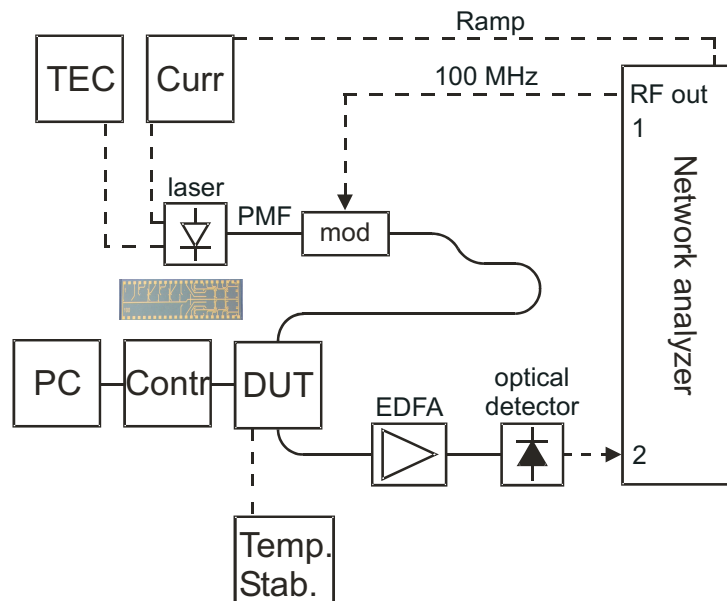 Ramp
TEC
Curr
100 MHz
RF out
1
laser
PMF
mod
Network analyzer
PC
Contr
DUT
optical
detector
EDFA
2
Temp.
Stab.